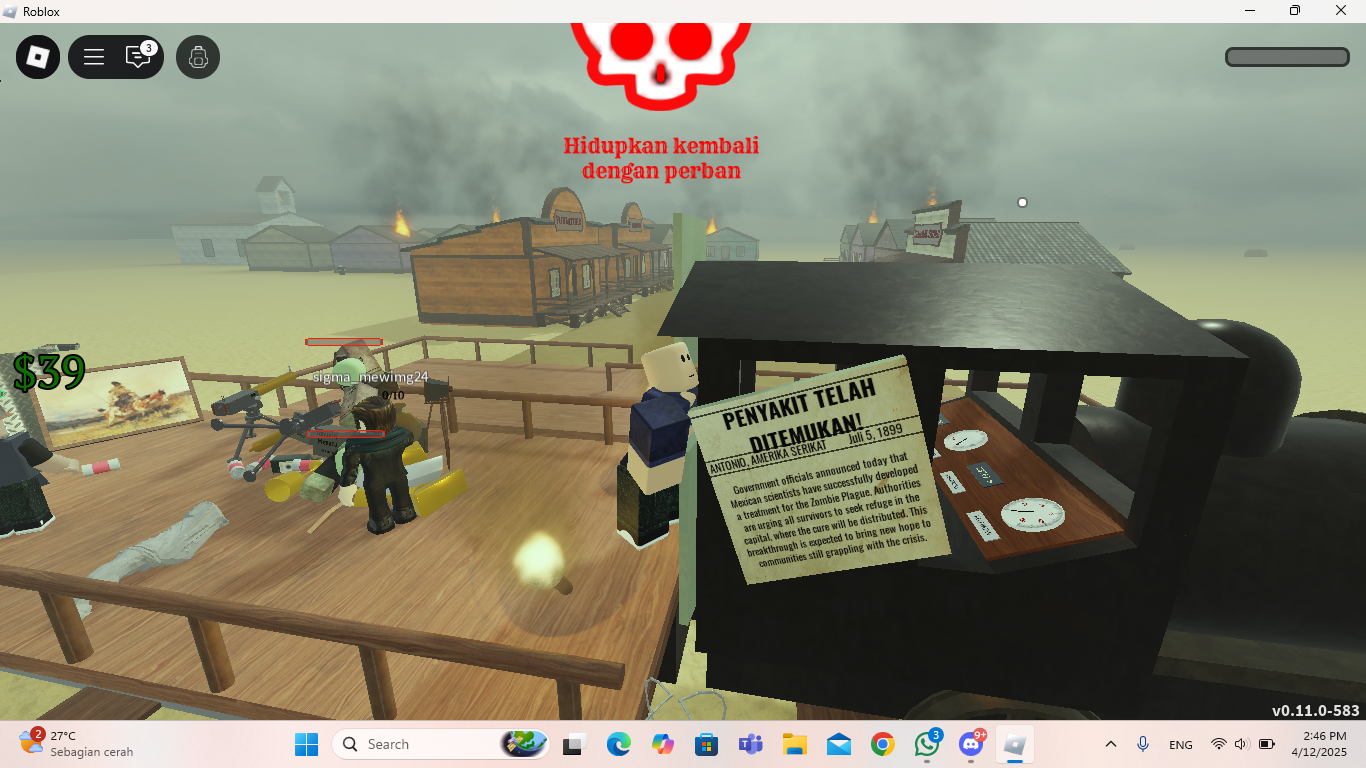 Roblox
3
Hidupkan kembali
dengan perban
$39
sigma_mewimg24
0/10
PENYAKIT TELAH
DITEMUKAN!
ANTONIO, AMERIKA SERIKAT
Juli 5, 1899
Government officials announced today that
Mexican scientists have successfully developed
a treatment for the Zombie Plague. Authorities
are urging all survivors to seek refuge in the
capital, where the cure will be distributed. This
breakthrough is expected to bring new hope to
communities still grappling with the crisis.
v0.11.0-583
2
27°C
Sebagian cerah
Search
3
9+
ENG
2:46 PM
4/12/2025